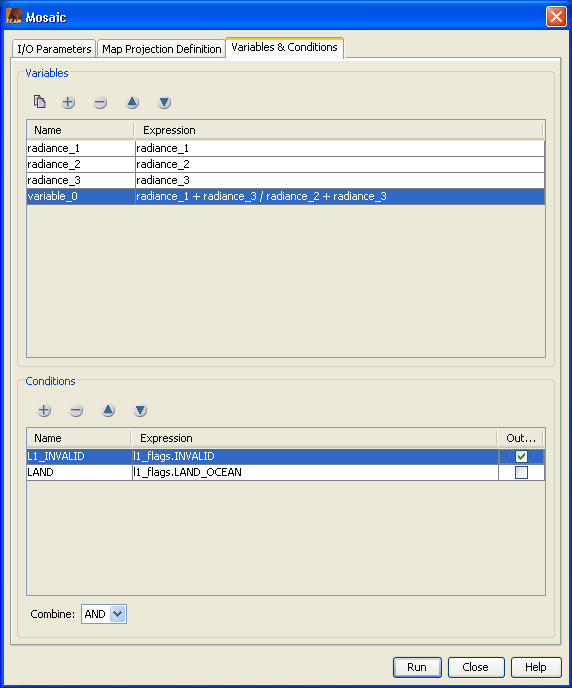 Mosaic
I/O Parameters Map Projection Definition Variables & Conditions
Variables
Name Expression
radiance_1 radiance_1
radiance_2 radiance_2
radiance_3 radiance_3
variable_0 radiance_1 + radiance_3 / radiance_2 + radiance_3
Conditions
Name Expression Out...
L1_INVALID l1_flags.INVALID
LAND l1_flags.LAND_OCEAN
Combine: AND
Run Close Help